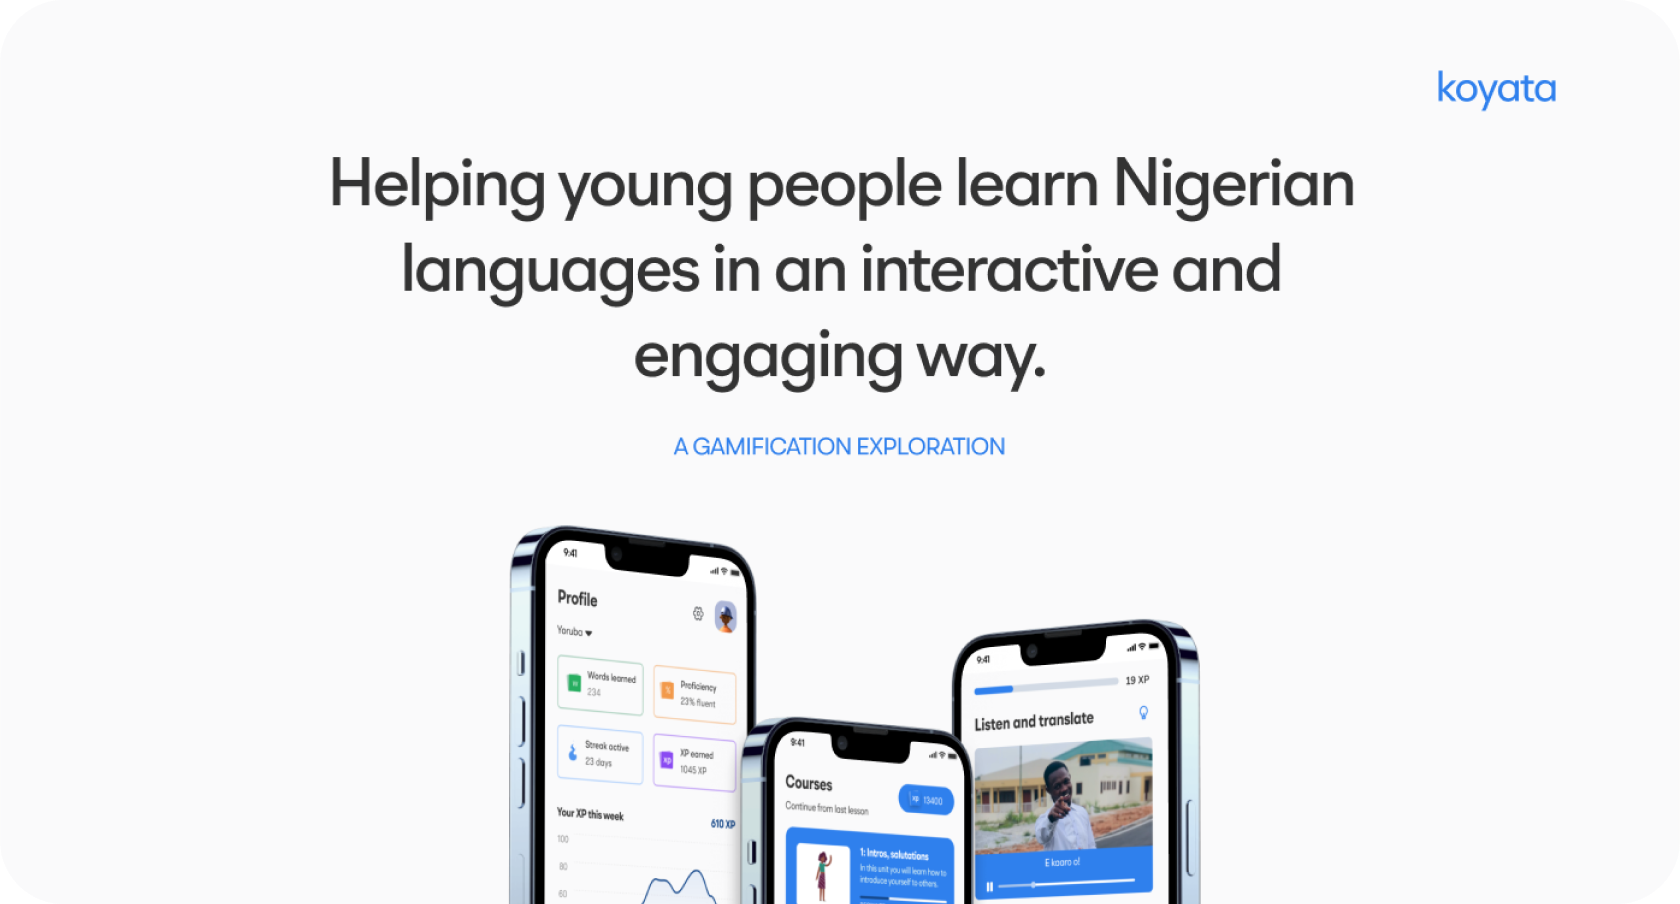 koyata
Helping young people learn Nigerian
languages in an interactive and
engaging way.
A GAMIFICATION EXPLORATION
9:41
Profile
Yoruba
Words learned
234
Proficiency
23% fluent
Streak active
23 days
XP earned
1045 XP
Your XP this week
610 XP
100
80
60
9:41
Courses
Continue from last lesson
xp 13400
1: Intros, salutations
In this unit you will learn how to
introduce yourself to others.
9:41
19 XP
Listen and translate
E kaaro o!